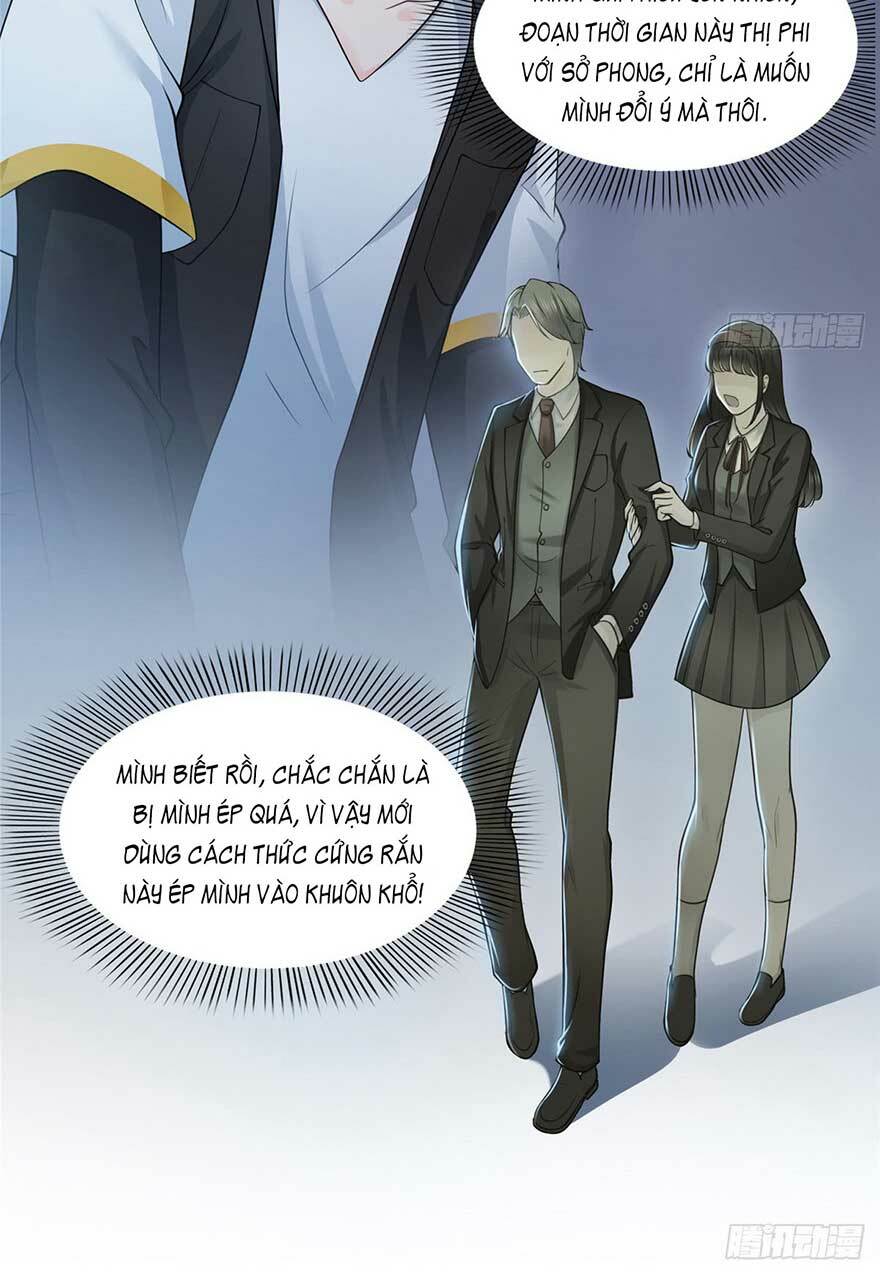 ĐOẠN THỜI GIAN NÀY THỊ PHI
VỚI SỞ PHONG, CHỈ LÀ MUỐN
MÌNH ĐỔI Ý MÀ THÔI.
腾讯动漫
MÌNH BIẾT RỒI, CHẮC CHẮN LÀ
BỊ MÌNH ÉP QUÁ, VÌ VẬY MỚI
DÙNG CÁCH THỨC CỨNG RẮN
NÀY ÉP MÌNH VÀO KHUÔN KHỔ!
腾讯动漫